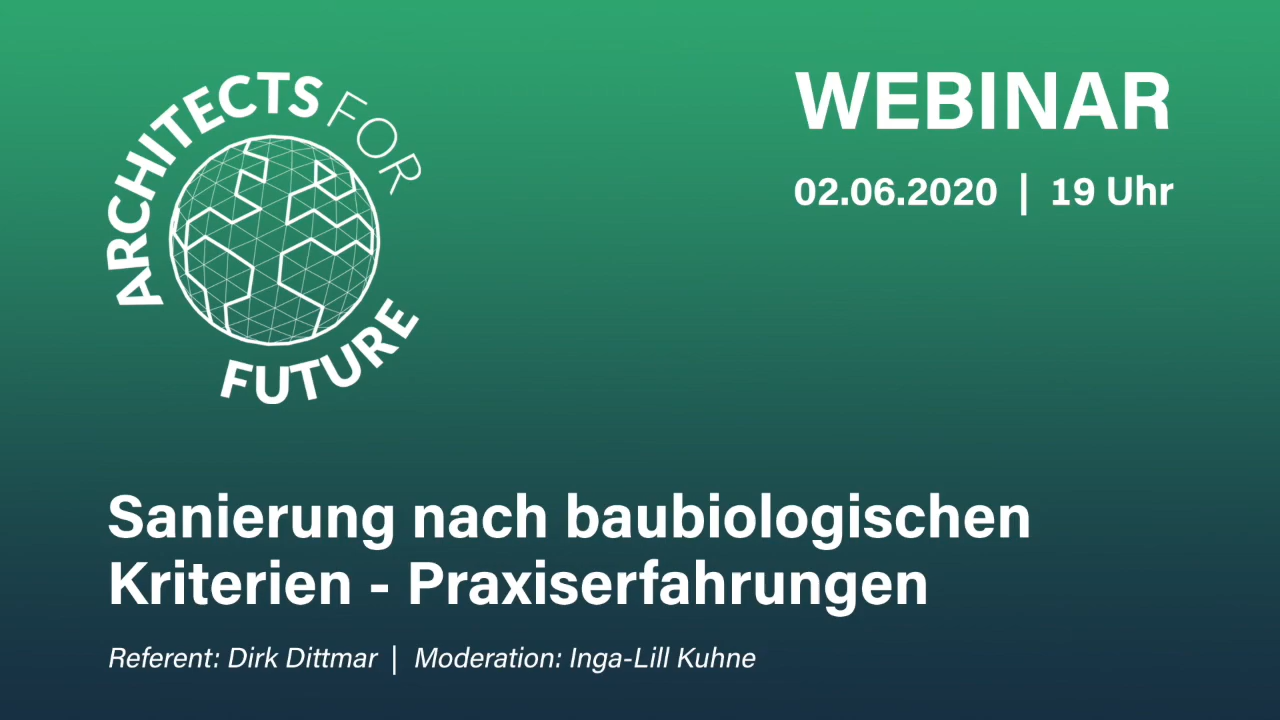 ARCHITECTS FOR
FUTURE
WEBINAR
02.06.2020 | 19 Uhr
Sanierung nach baubiologischen
Kriterien - Praxiserfahrungen
Referent: Dirk Dittmar | Moderation: Inga-Lill Kuhne